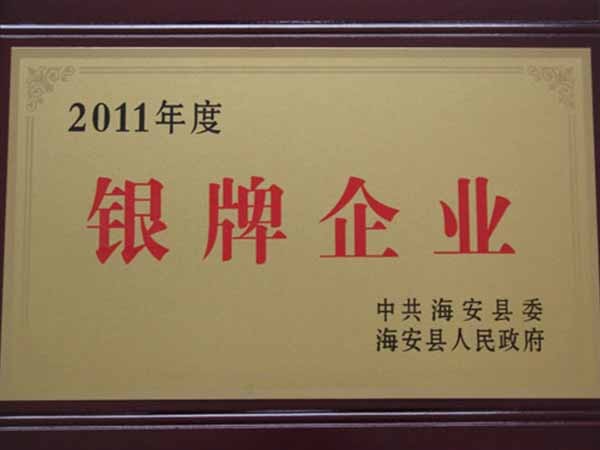 2011年度
银牌企业
中共海安县委
海安县人民政府